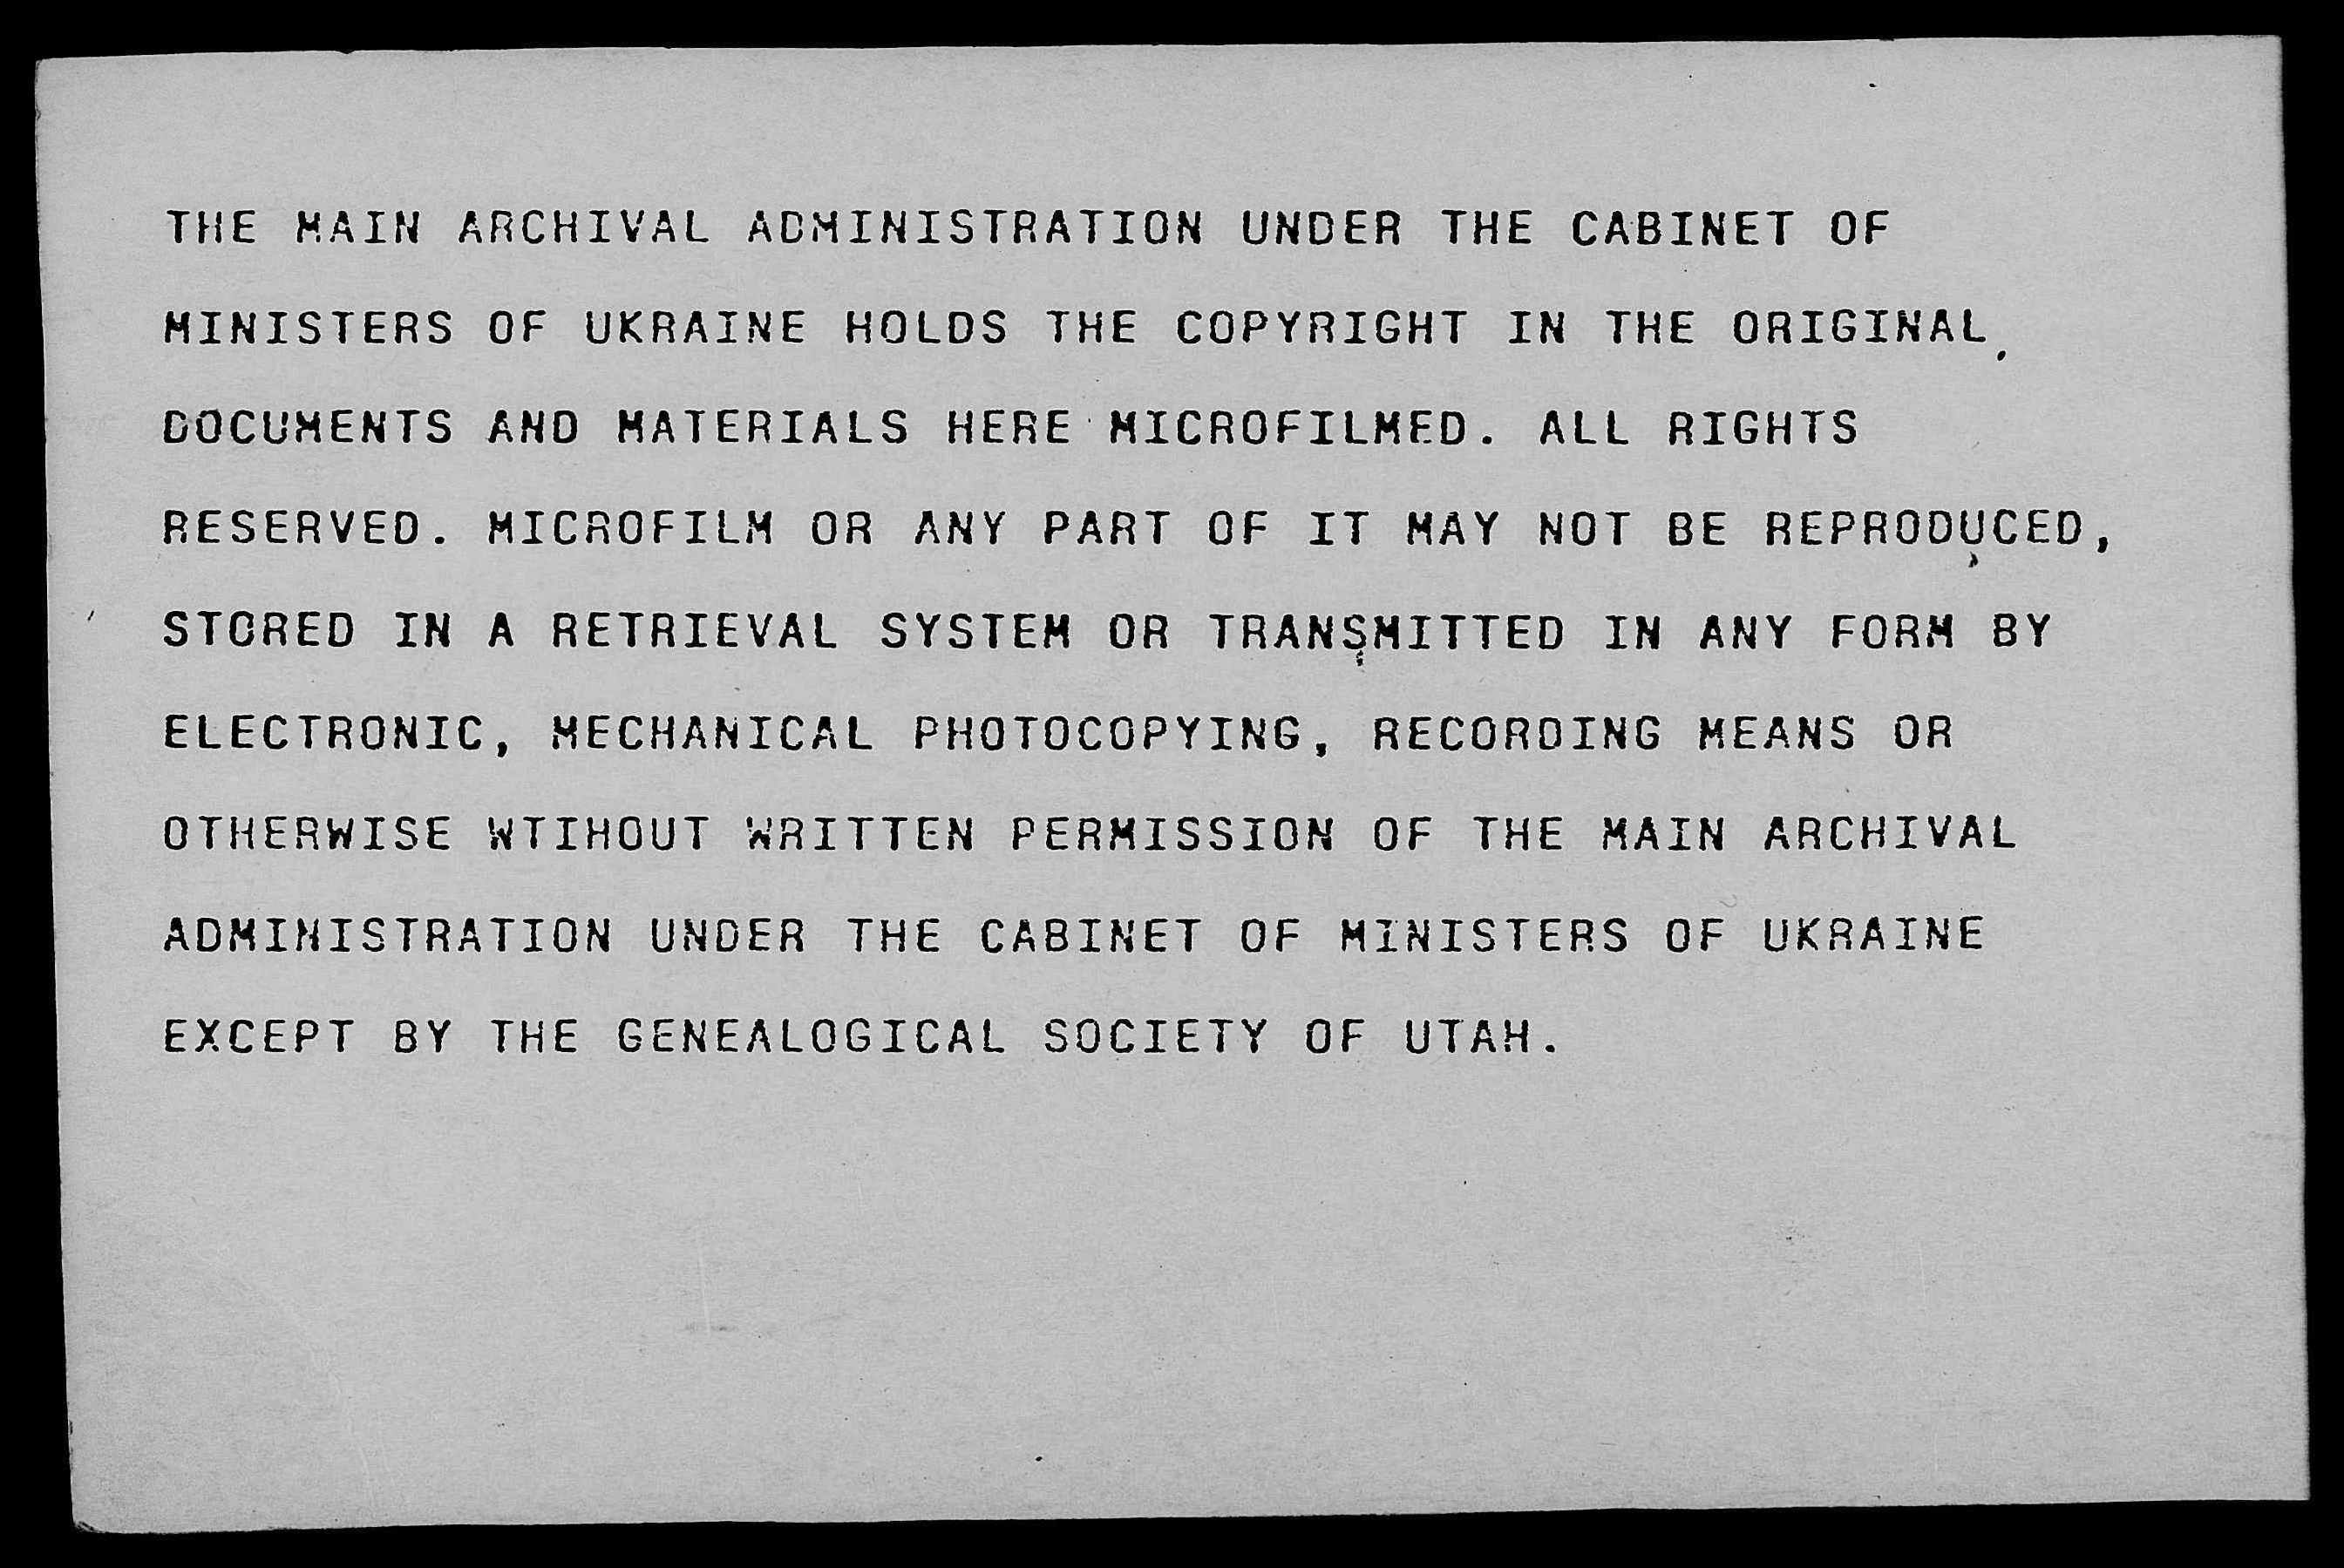 THE MAIN ARCHIVAL ADMINISTRATION UNDER THE CABINET OF
MINISTERS OF UKRAINE HOLDS THE COPYRIGHT IN THE ORIGINAL
DOCUMENTS AND MATERIALS HERE MICROFILMED. ALL RIGHTS
RESERVED. MICROFILM OR ANY PART OF IT MAY NOT BE REPRODUCED,
STORED IN A RETRIEVAL SYSTEM OR TRANSMITTED IN ANY FORM BY
ELECTRONIC, MECHANICAL PHOTOCOPYING, RECORDING MEANS OR
OTHERWISE WTIHOUT WRITTEN PERMISSION OF THE MAIN ARCHIVAL
ADMINISTRATION UNDER THE CABINET OF MINISTERS OF UKRAINE
EXCEPT BY THE GENEALOGICAL SOCIETY OF UTAH.